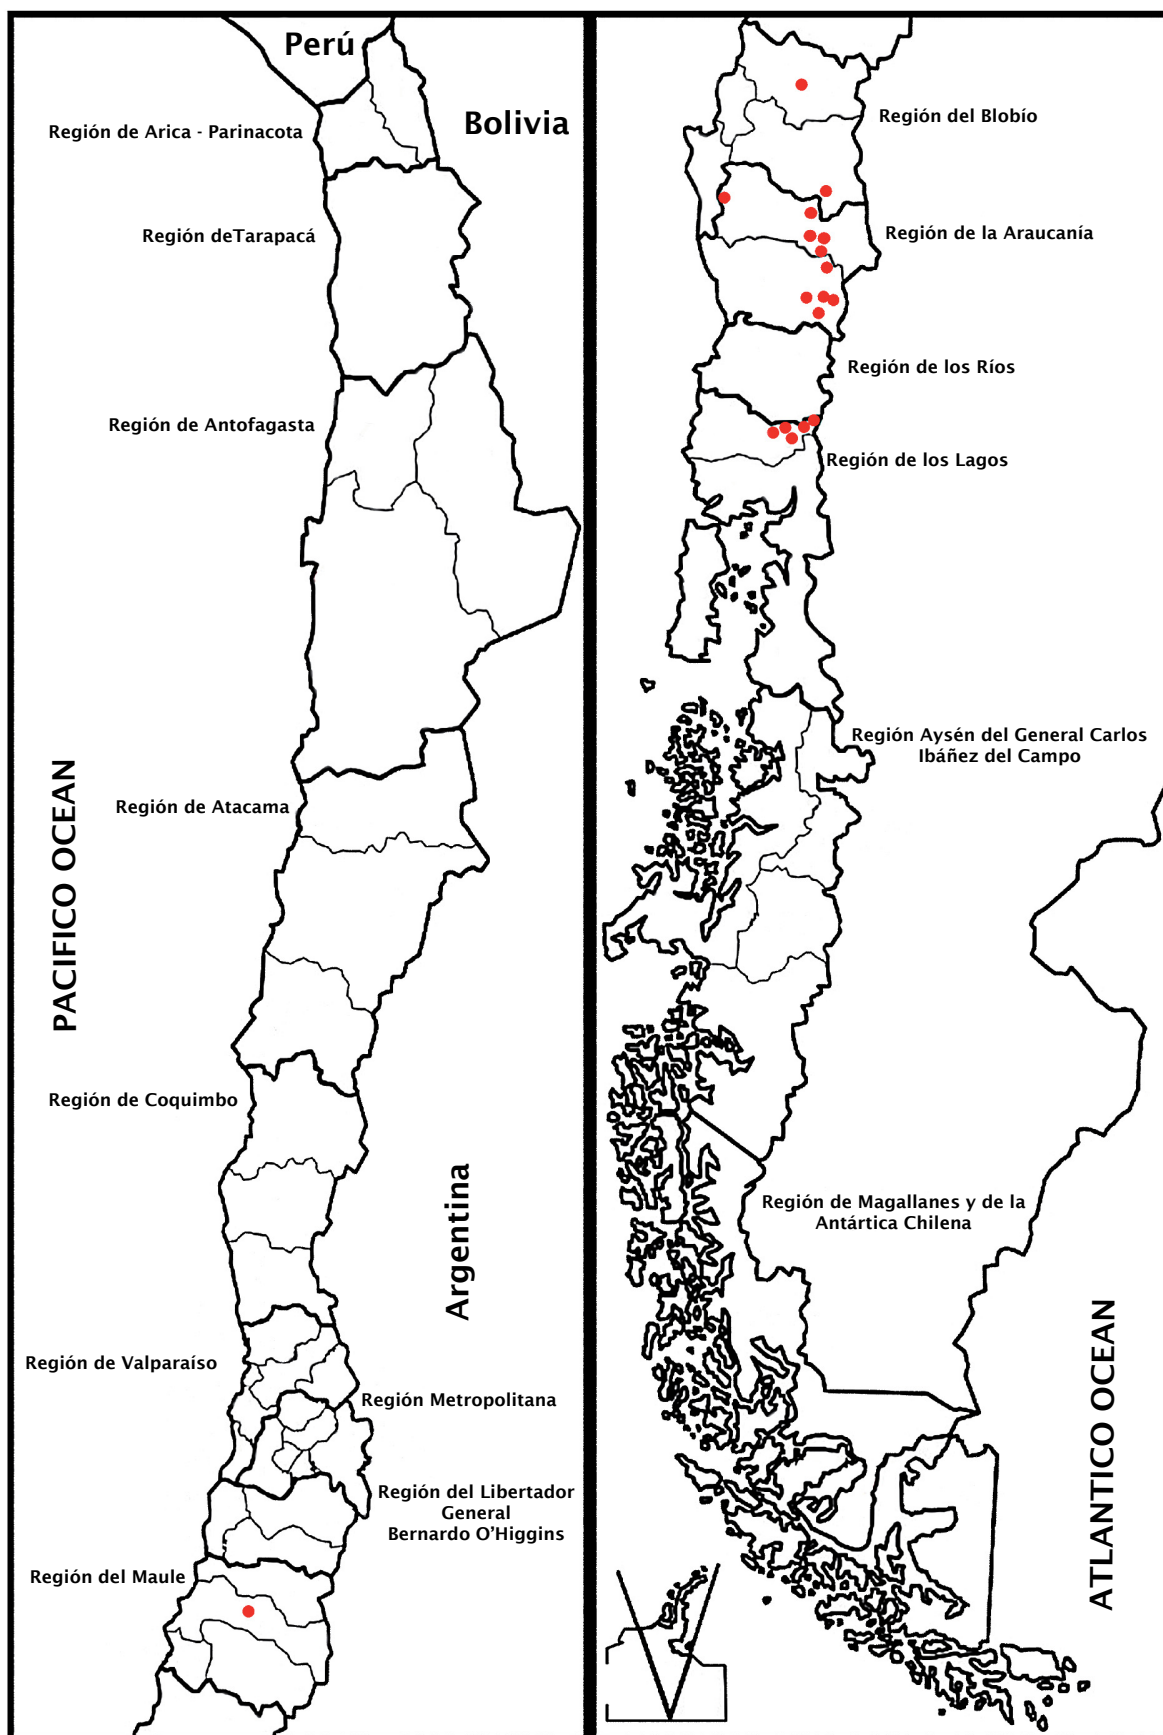 Perú
Bolivia
Región de Arica - Parinacota
Región deTarapacá
Región de Antofagasta
Región de Atacama
PACIFICO OCEAN
Región de Coquimbo
Argentina
Región de Valparaíso
Región Metropolitana
Región del Libertador
General
Bernardo O'Higgins
Región del Maule
Región del Blobío
Región de la Araucanía
Región de los Ríos
Región de los Lagos
Región Aysén del General Carlos
Ibáñez del Campo
Región de Magallanes y de la
Antártica Chilena
ATLANTICO OCEAN